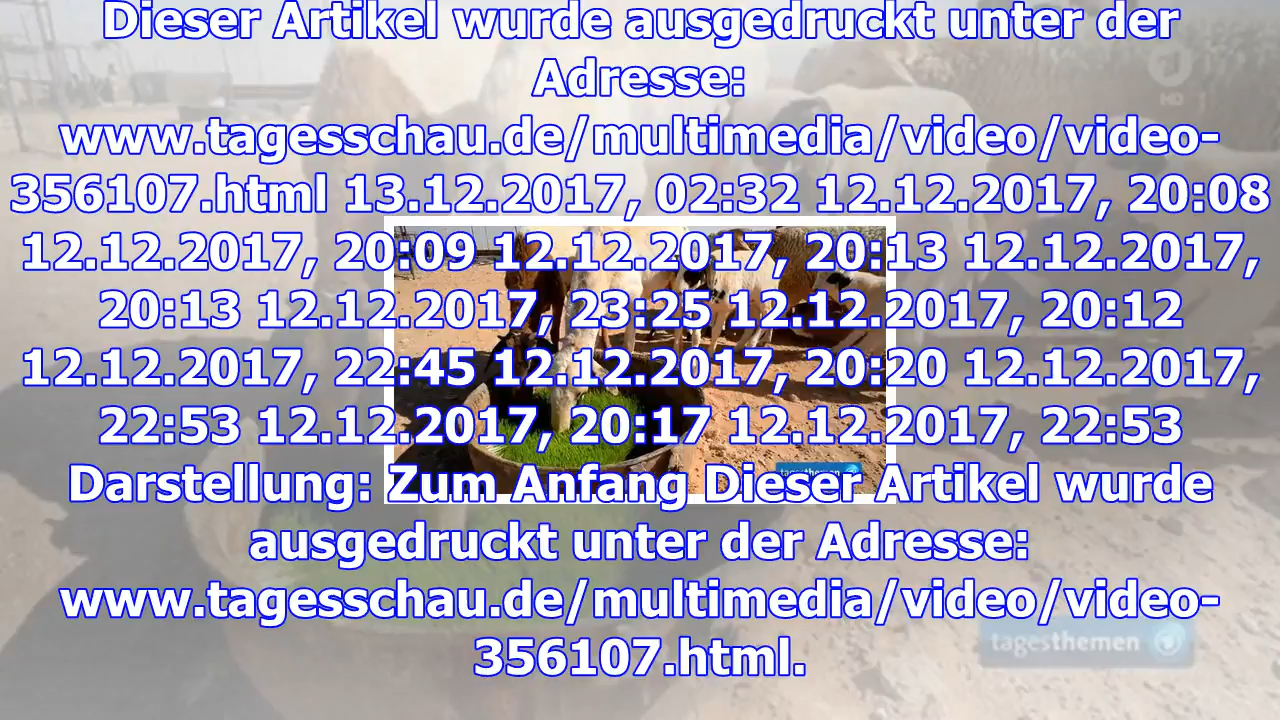 Dieser Artikel wurde ausgedruckt unter der
Adresse:
www.tagesschau.de/multimedia/video/video-
356107.html 13.12.2017, 02:32 12.12.2017, 20:08
12.12.2017, 20:09 12.12.2017, 20:13 12.12.2017,
20:13 12.12.2017, 23:25 12.12.2017, 20:12
12.12.2017, 22:45 12.12.2017, 20:20 12.12.2017,
22:53 12.12.2017, 20:17 12.12.2017, 22:53
Darstellung: Zum Anfang Dieser Artikel wurde
ausgedruckt unter der Adresse:
www.tagesschau.de/multimedia/video/video-
356107.html.
HD
tagesthemen
tagesthemen